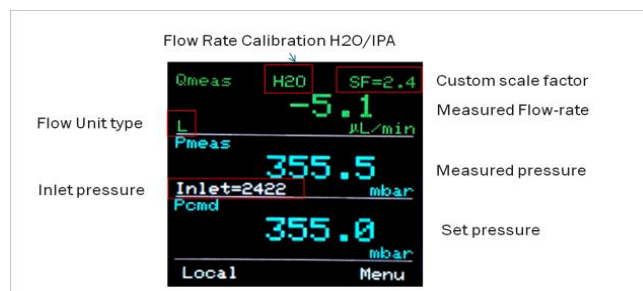 Flow Rate Calibration H2O/IPA
Qmeas H2O SF=2.4 Custom scale factor
-5.1 Measured Flow-rate
Flow Unit type L µL/min
Pmeas
355.5 Measured pressure
Inlet pressure Inlet=2422 mbar
Pcmd
355.0 Set pressure
mbar
Local Menu